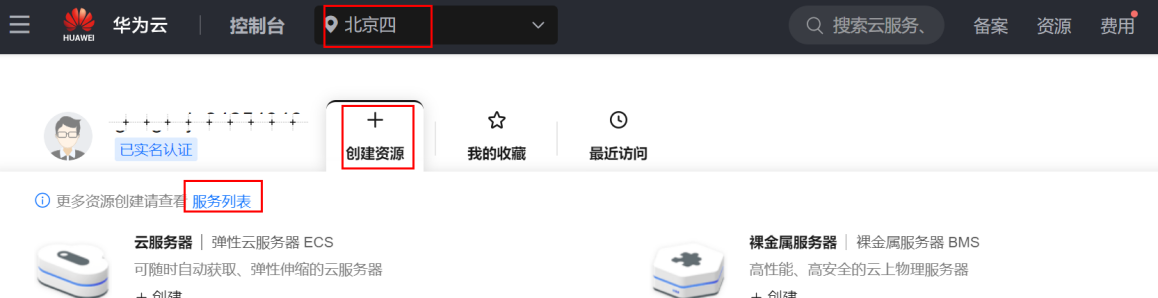 HUAWEI 华为云 控制台 北京四 搜索云服务、 备案 资源 费用
已实名认证
创建资源 我的收藏 最近访问
更多资源创建请查看 服务列表
云服务器 | 弹性云服务器 ECS
可随时自动获取、弹性伸缩的云服务器
+ 创建
裸金属服务器 | 裸金属服务器 BMS
高性能、高安全的云上物理服务器
+ 创建